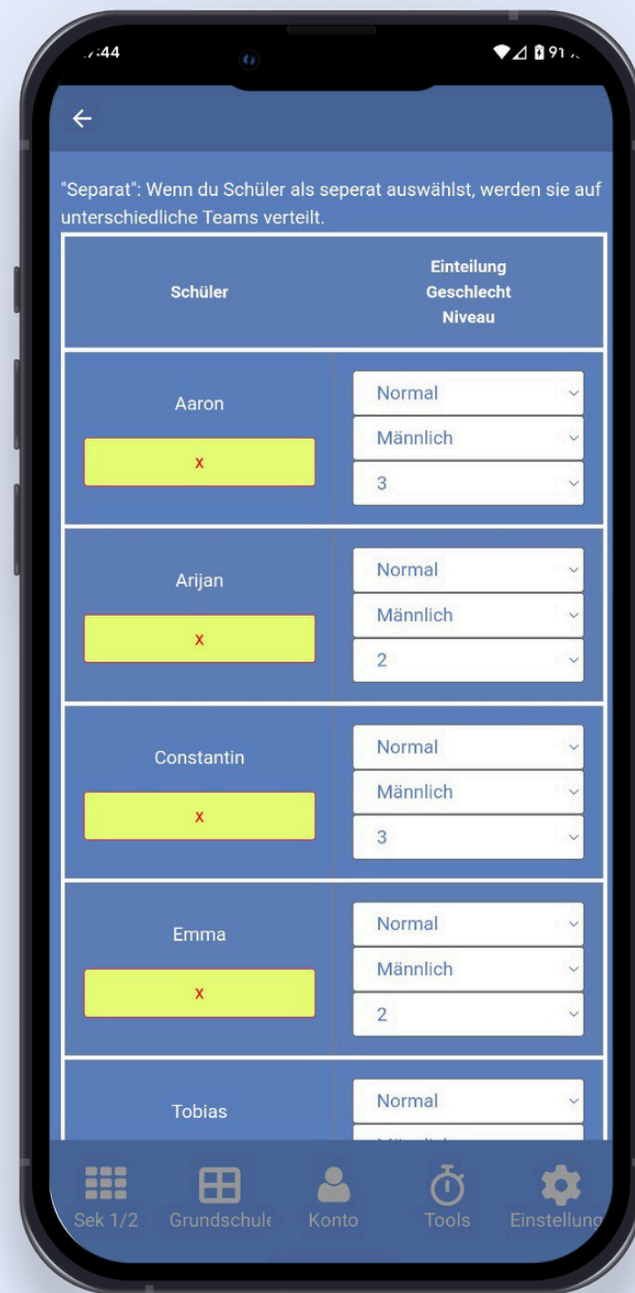 :44
91
"Separat": Wenn du Schüler als seperat auswählst, werden sie auf
unterschiedliche Teams verteilt.
Schüler
Einteilung
Geschlecht
Niveau
Aaron
x
Normal
Männlich
3
Arijan
x
Normal
Männlich
2
Constantin
x
Normal
Männlich
3
Emma
x
Normal
Männlich
2
Tobias
Normal
Sek 1/2
Grundschule
Konto
Tools
Einstellung